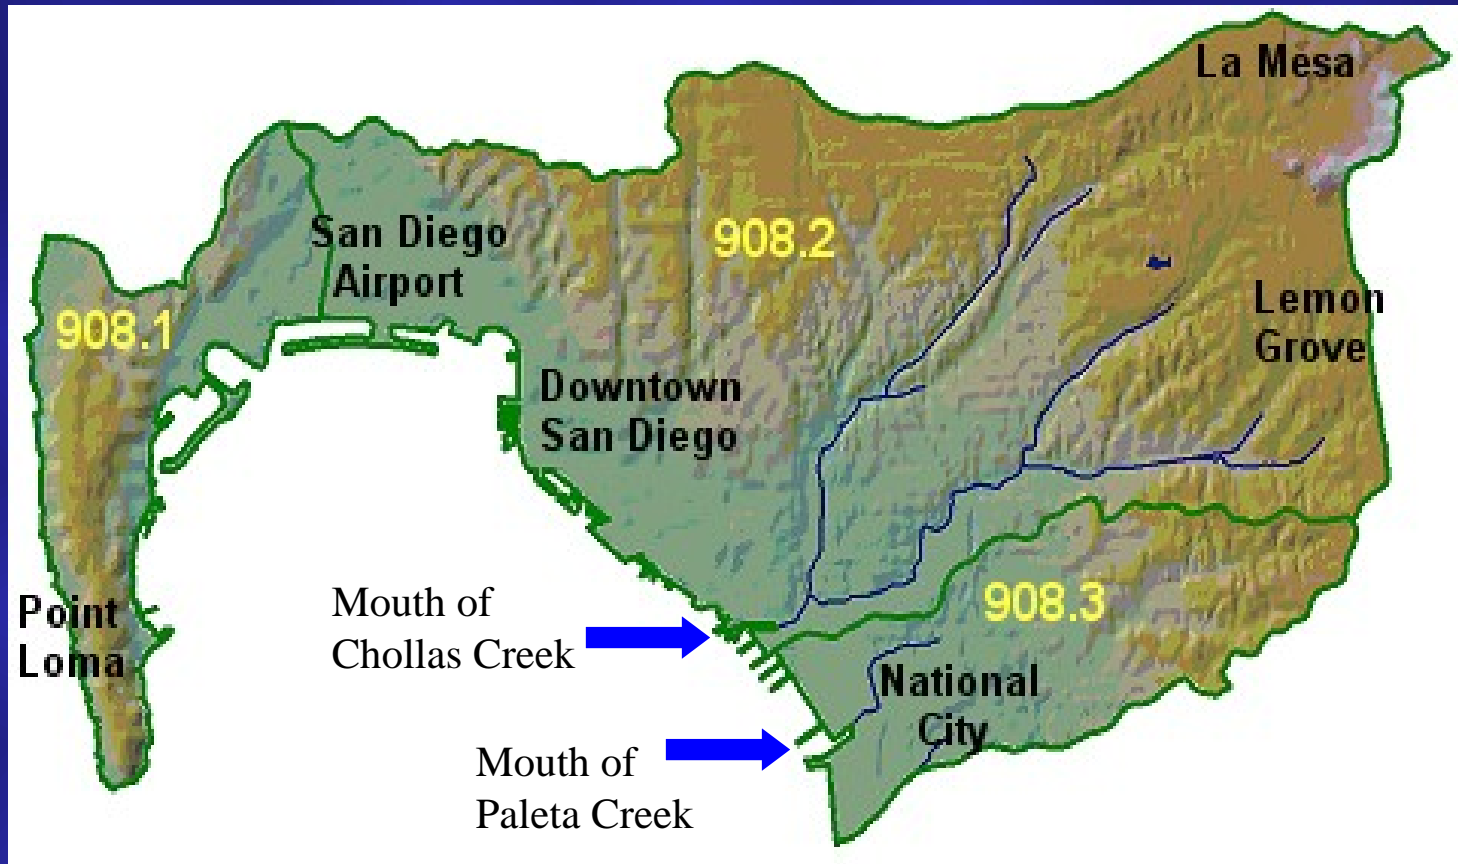 La Mesa
San Diego
Airport
908.2
908.1
Lemon
Grove
Downtown
San Diego
Point
Loma
Mouth of
Chollas Creek
908.3
National
City
Mouth of
Paleta Creek